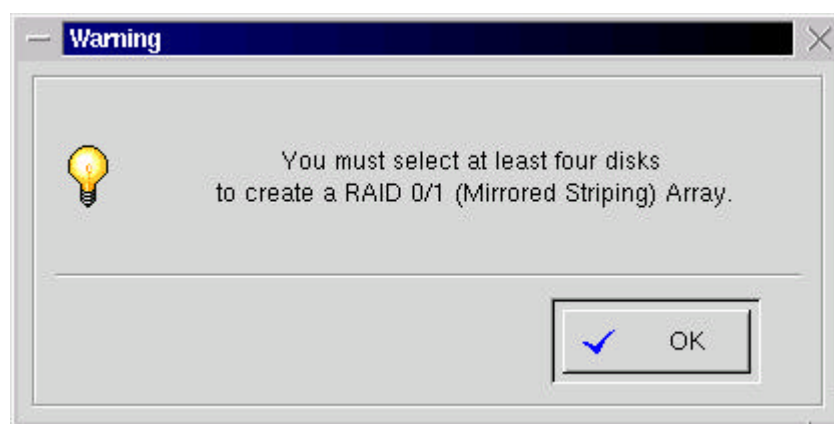 Warning
You must select at least four disks
to create a RAID 0/1 (Mirrored Striping) Array.
OK